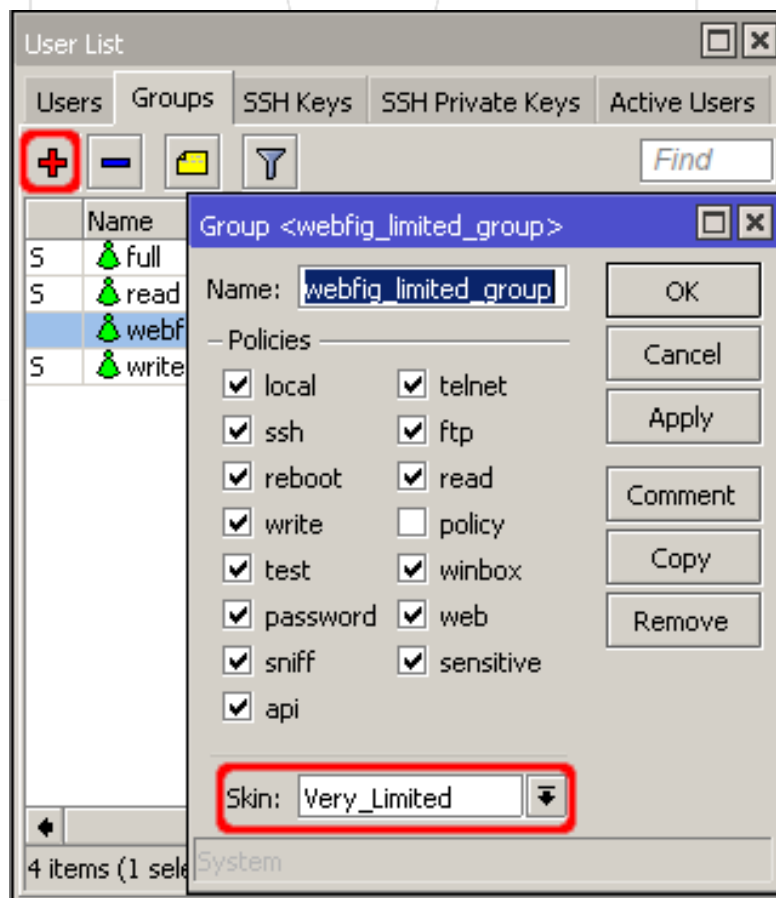 User List
Users Groups SSH Keys SSH Private Keys Active Users
Find
Name
S full
S read
webf
S write
4 items (1 sele
Group <webfig_limited_group>
Name: webfig_limited_group
OK
Policies
Cancel
local telnet
Apply
ssh ftp
reboot read
Comment
write policy
Copy
test winbox
password web
Remove
sniff sensitive
api
Skin: Very_Limited
System